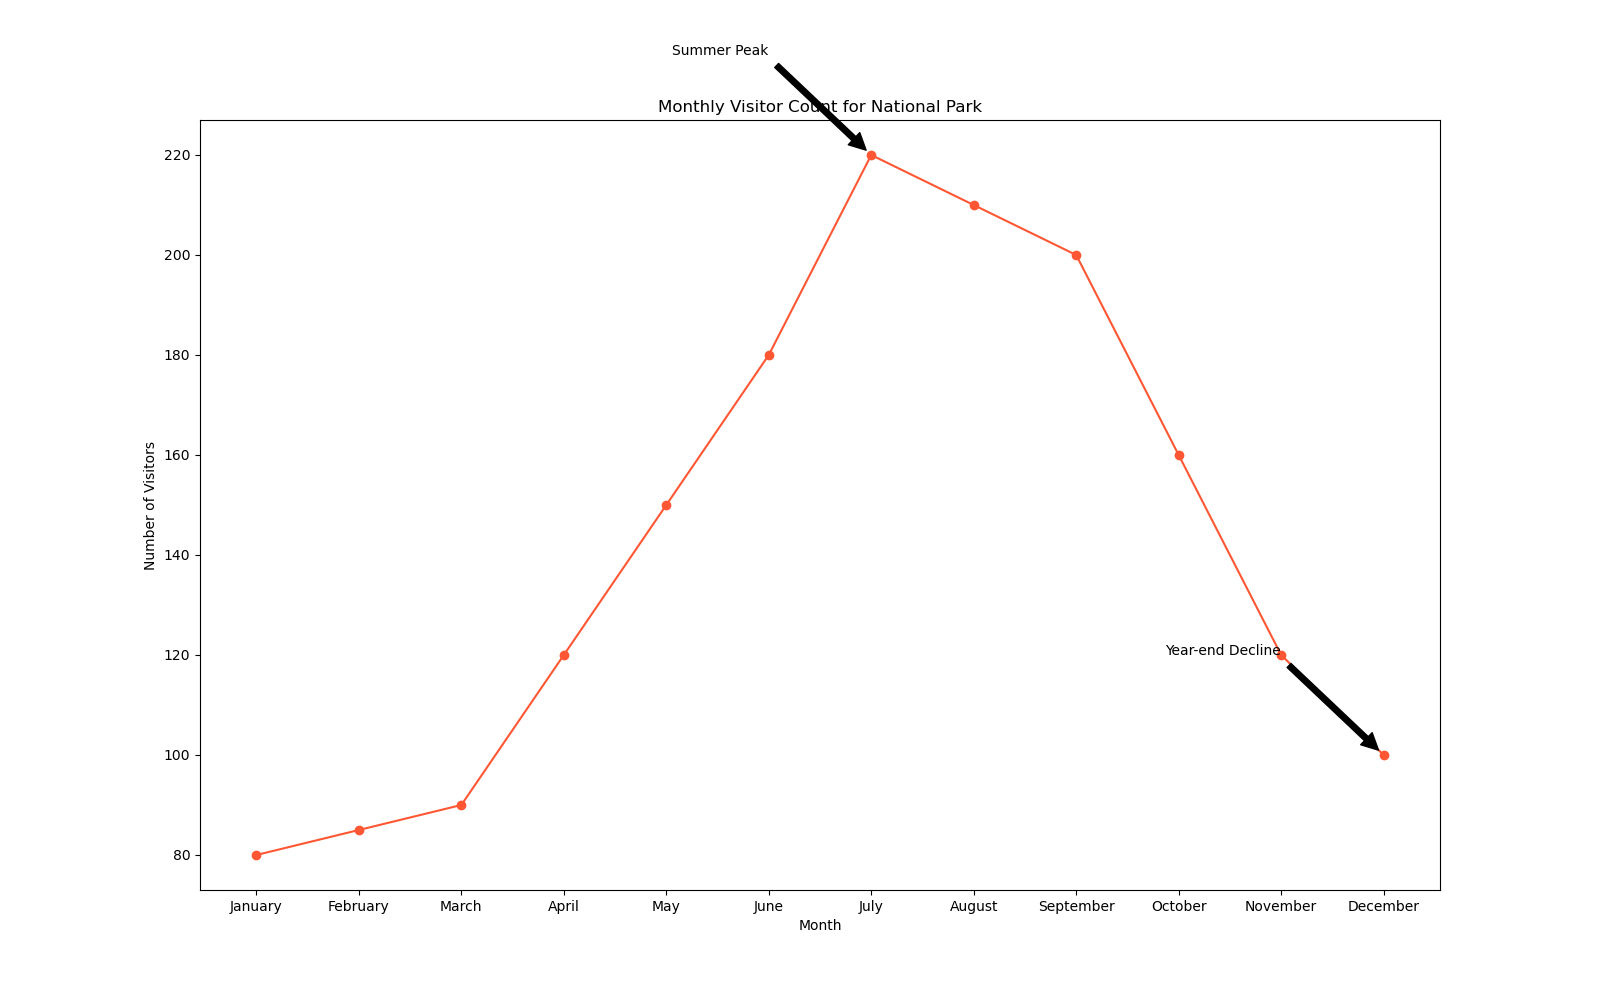 Summer Peak
Monthly Visitor Count for National Park
220
200
180
160
140
120
100
80
Number of Visitors
Year-end Decline
January February March April May June July August September October November December
Month